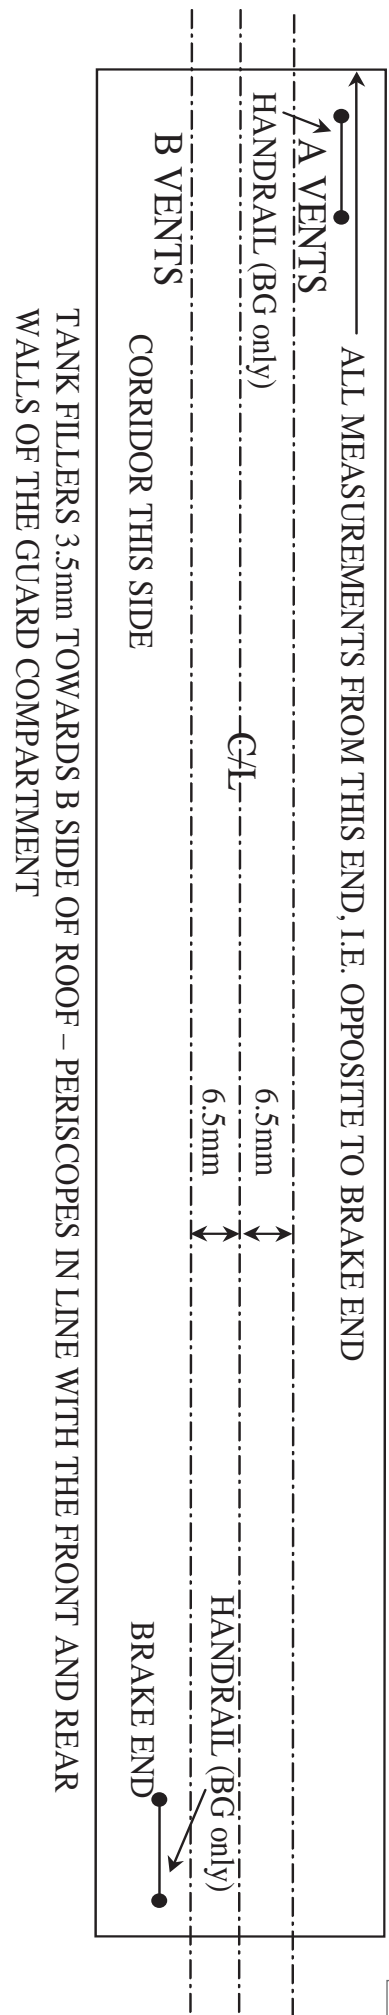 ALL MEASUREMENTS FROM THIS END, I.E. OPPOSITE TO BRAKE END
A VENTS
HANDRAIL (BG only)
C/L
6.5mm
6.5mm
B VENTS
HANDRAIL (BG only)
CORRIDOR THIS SIDE
BRAKE END
TANK FILLERS 3.5mm TOWARDS B SIDE OF ROOF – PERISCOPES IN LINE WITH THE FRONT AND REAR
WALLS OF THE GUARD COMPARTMENT